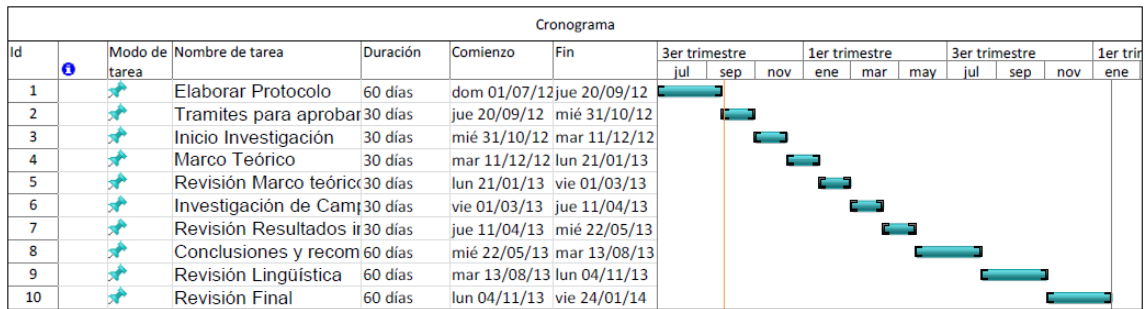 Cronograma
Id Modo de tarea Nombre de tarea Duración Comienzo Fin 3er trimestre 1er trimestre 3er trimestre 1er trir
jul sep nov ene mar may jul sep nov ene
1 Elaborar Protocolo 60 días dom 01/07/12 jue 20/09/12
2 Tramites para aprobar 30 días jue 20/09/12 mié 31/10/12
3 Inicio Investigación 30 días mié 31/10/12 mar 11/12/12
4 Marco Teórico 30 días mar 11/12/12 lun 21/01/13
5 Revisión Marco teórico 30 días lun 21/01/13 vie 01/03/13
6 Investigación de Camp 30 días vie 01/03/13 jue 11/04/13
7 Revisión Resultados in 30 días jue 11/04/13 mié 22/05/13
8 Conclusiones y recom 60 días mié 22/05/13 mar 13/08/13
9 Revisión Lingüística 60 días mar 13/08/13 lun 04/11/13
10 Revisión Final 60 días lun 04/11/13 vie 24/01/14